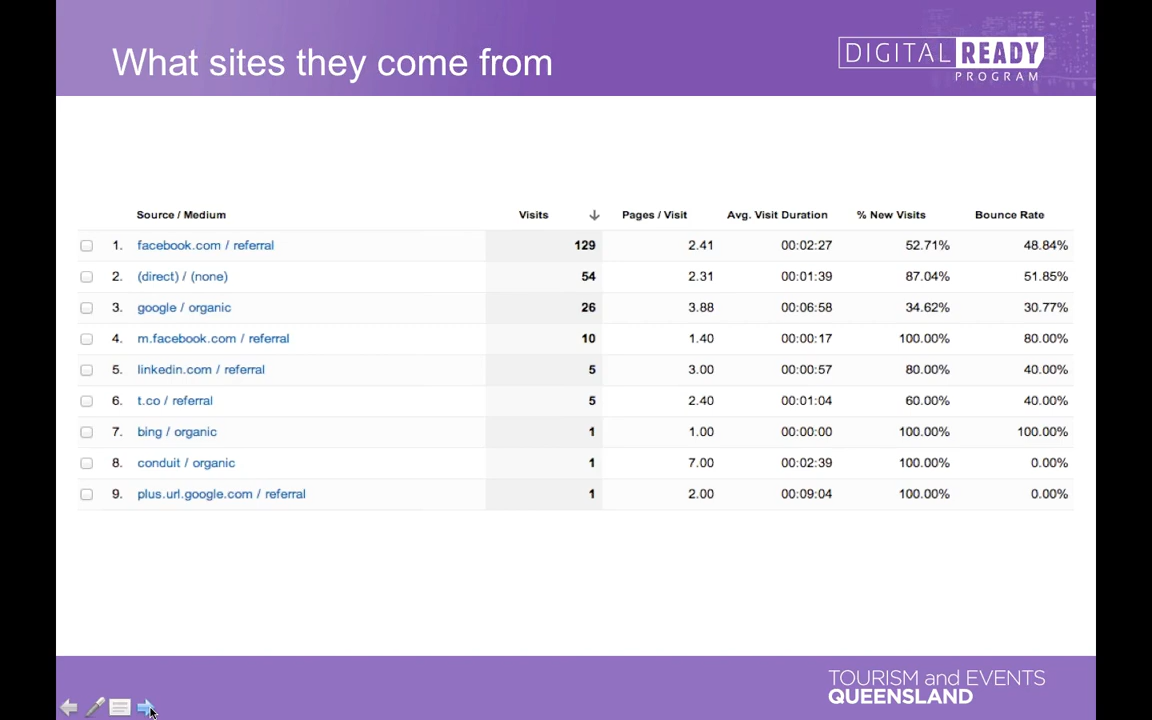 What sites they come from
DIGITAL READY
PROGRAM
Source / Medium Visits Pages / Visit Avg. Visit Duration % New Visits Bounce Rate
1. facebook.com / referral 129 2.41 00:02:27 52.71% 48.84%
2. (direct) / (none) 54 2.31 00:01:39 87.04% 51.85%
3. google / organic 26 3.88 00:06:58 34.62% 30.77%
4. m.facebook.com / referral 10 1.40 00:00:17 100.00% 80.00%
5. linkedin.com / referral 5 3.00 00:00:57 80.00% 40.00%
6. t.co / referral 5 2.40 00:01:04 60.00% 40.00%
7. bing / organic 1 1.00 00:00:00 100.00% 100.00%
8. conduit / organic 1 7.00 00:02:39 100.00% 0.00%
9. plus.url.google.com / referral 1 2.00 00:09:04 100.00% 0.00%
TOURISM and EVENTS
QUEENSLAND